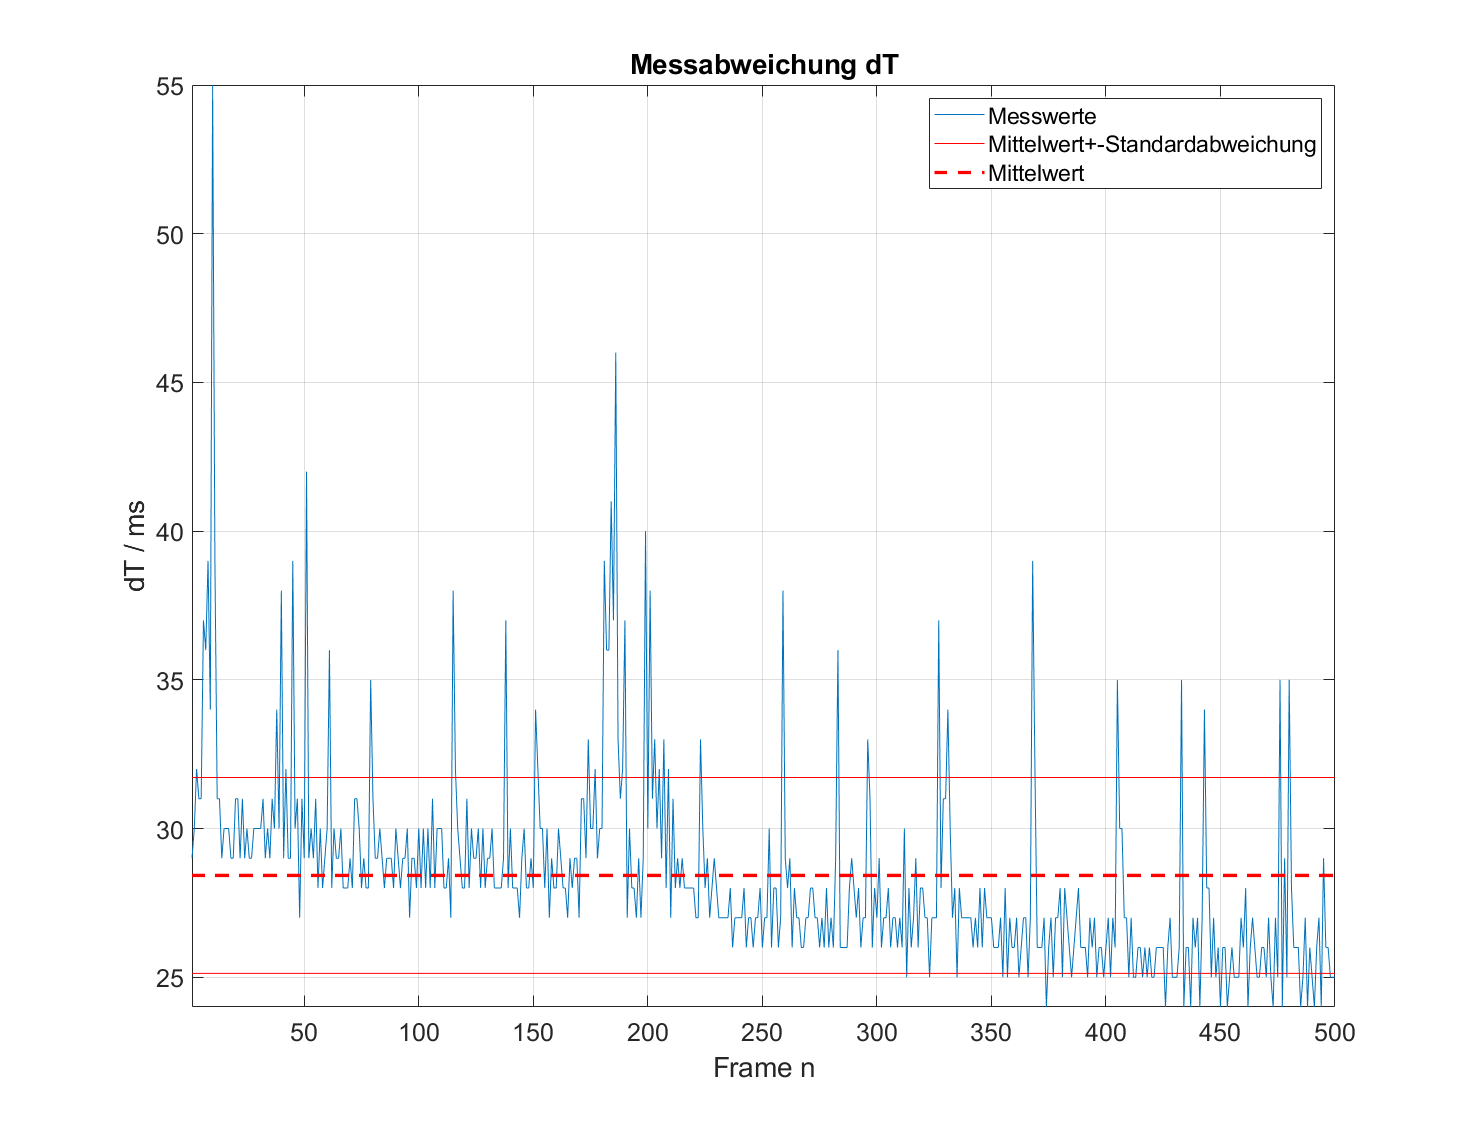 Messabweichung dT
Messwerte
Mittelwert+-Standardabweichung
Mittelwert
55
50
45
40
35
30
25
dT / ms
50 100 150 200 250 300 350 400 450 500
Frame n